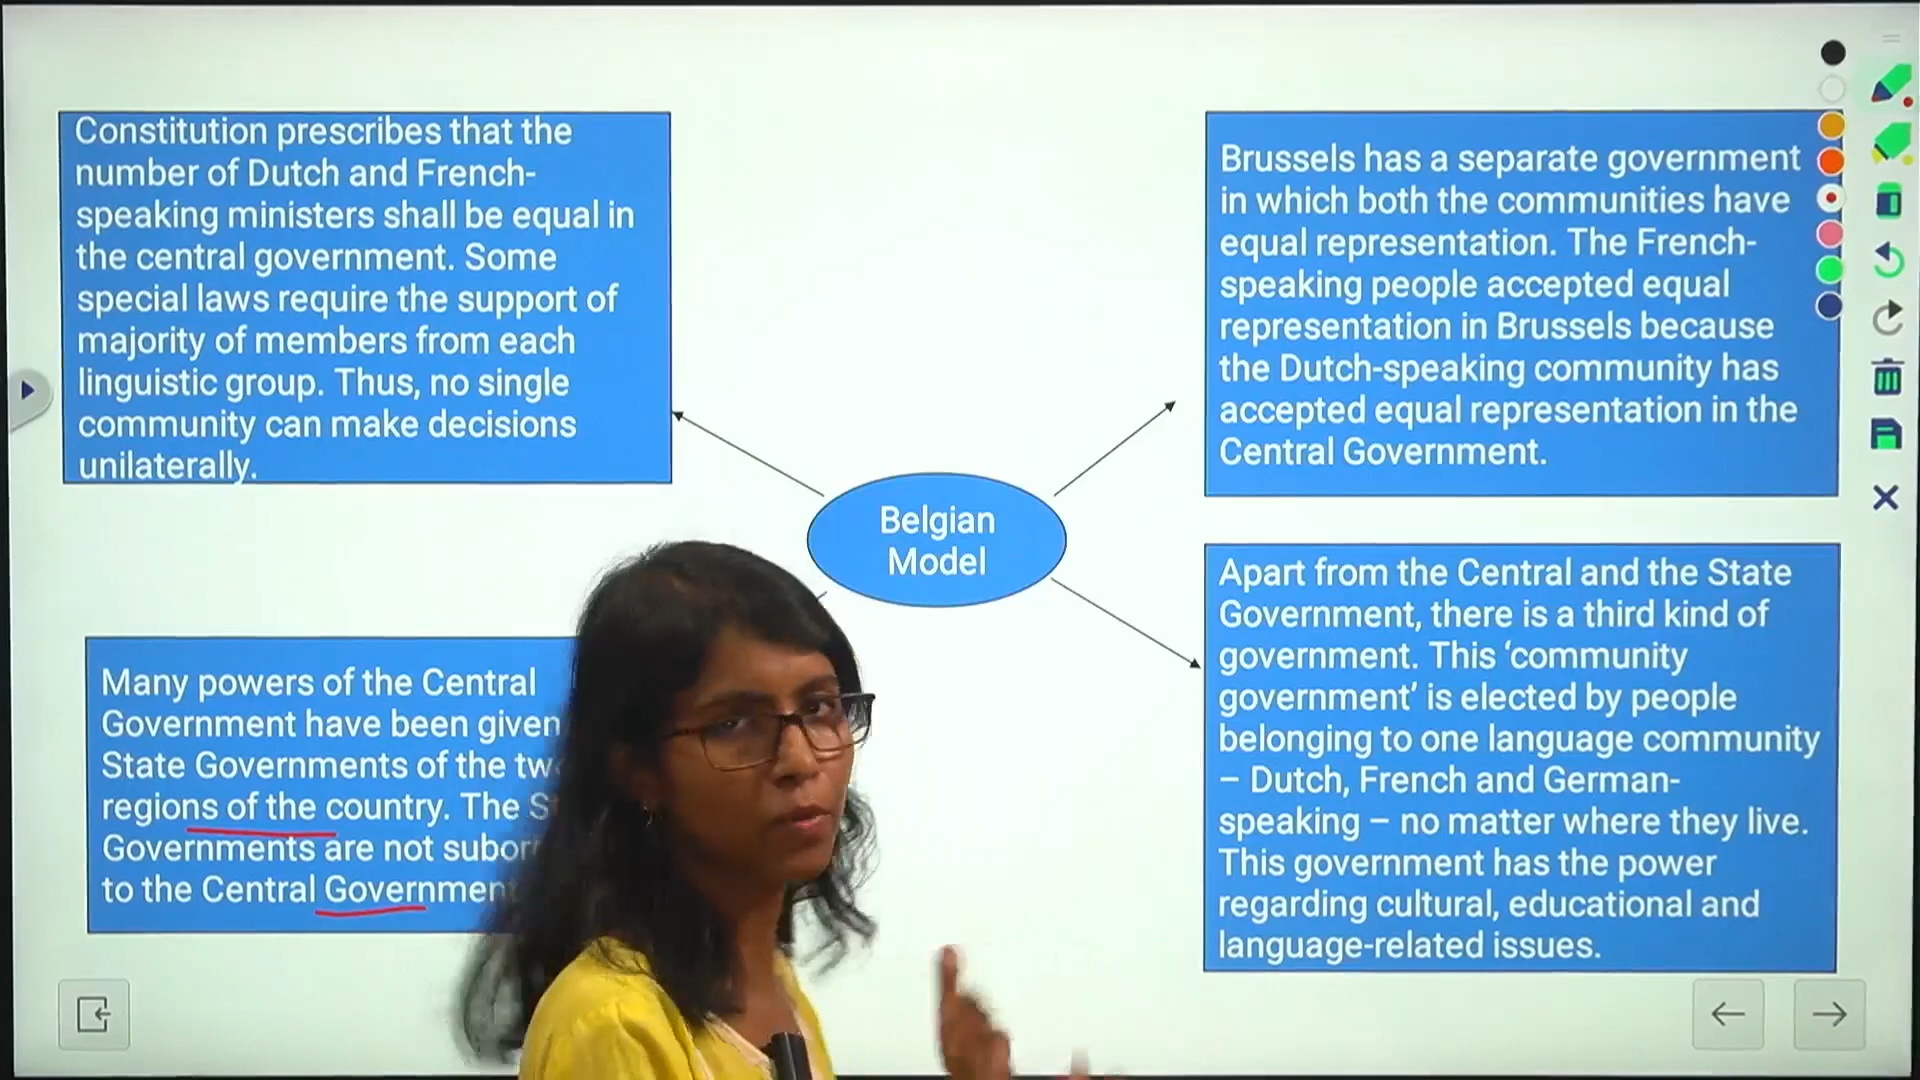 Constitution prescribes that the
number of Dutch and French-
speaking ministers shall be equal in
the central government. Some
special laws require the support of
majority of members from each
linguistic group. Thus, no single
community can make decisions
unilaterally.
Brussels has a separate government
in which both the communities have
equal representation. The French-
speaking people accepted equal
representation in Brussels because
the Dutch-speaking community has
accepted equal representation in the
Central Government.
Belgian
Model
Many powers of the Central
Government have been given
State Governments of the
regions of the country. The
Governments are not
to the Central
Apart from the Central and the State
Government, there is a third kind of
government. This ‘community
government’ is elected by people
belonging to one language community
– Dutch, French and German-
speaking – no matter where they live.
This government has the power
regarding cultural, educational and
language-related issues.